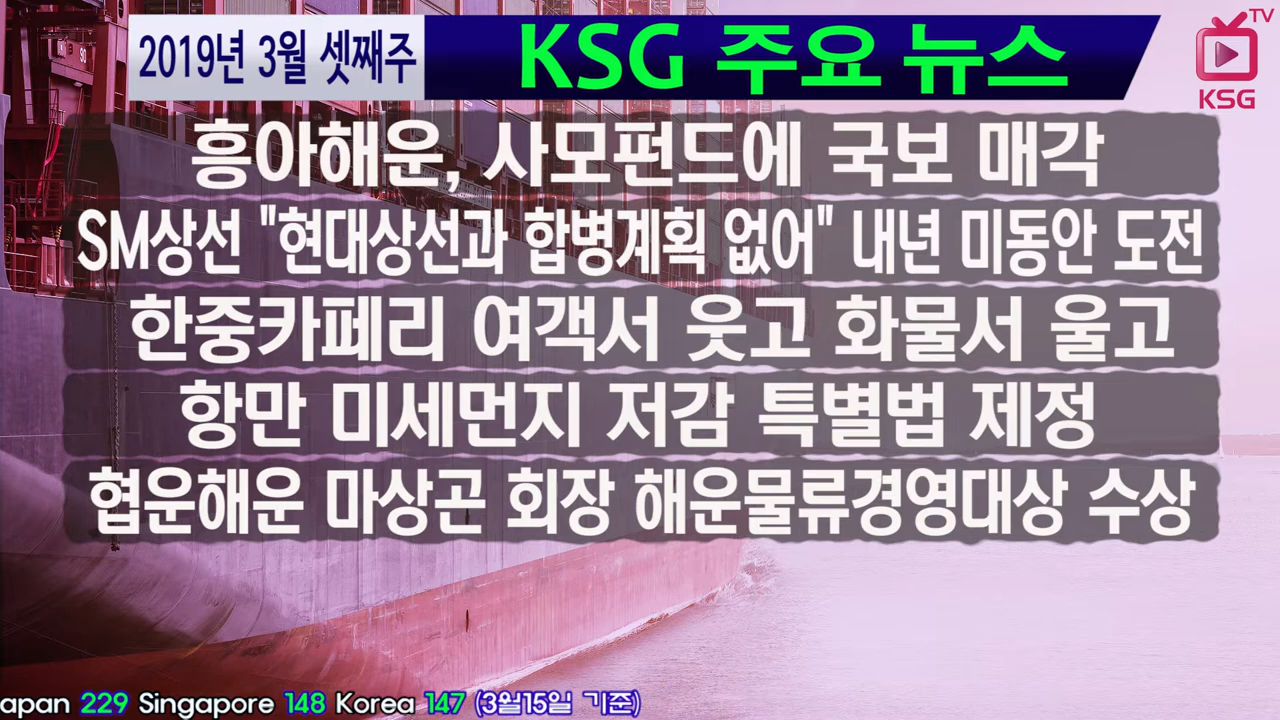 2019년 3월 셋째주
KSG 주요 뉴스
TV
KSG
흥아해운, 사모펀드에 국보 매각
SM상선 "현대상선과 합병계획 없어" 내년 미동안 도전
한중카페리 여객서 웃고 화물서 울고
항만 미세먼지 저감 특별법 제정
협운해운 마상곤 회장 해운물류경영대상 수상
apan 229 Singapore 148 Korea 147 (3월15일 기준)